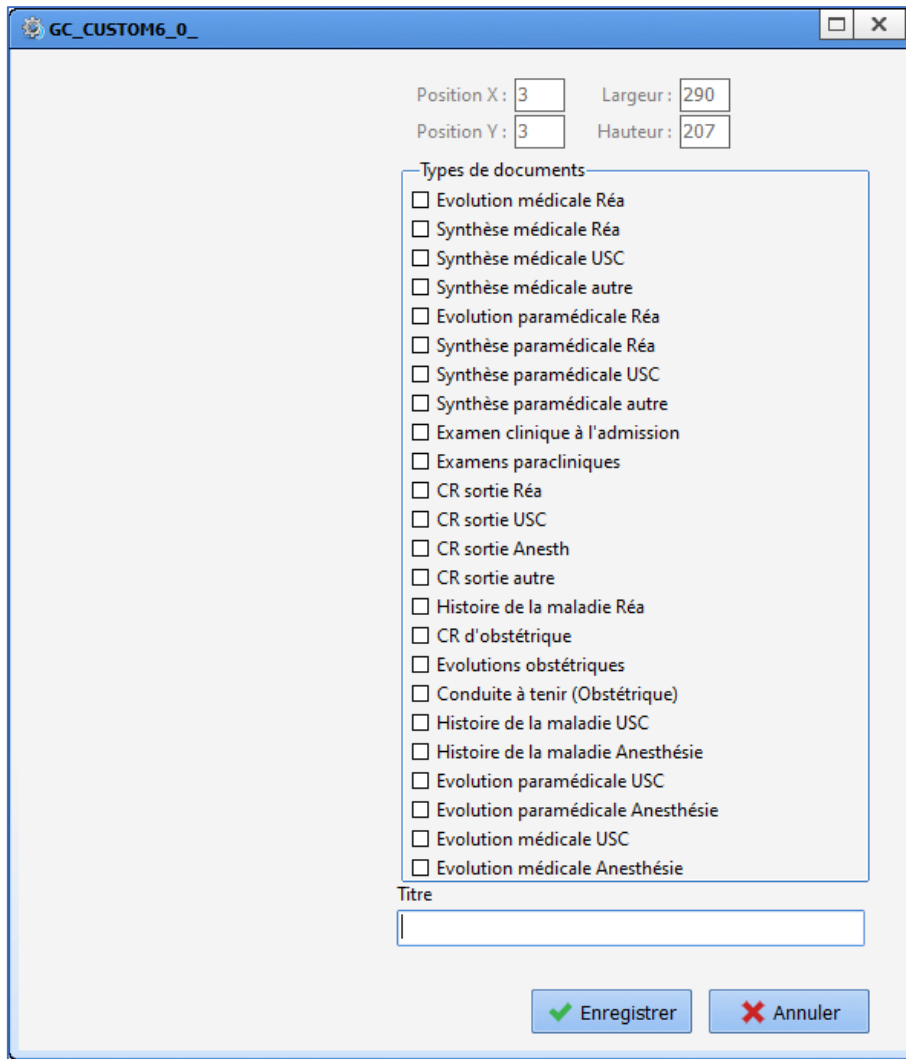 GC_CUSTOM6_0_
Position X : 3 Largeur : 290
Position Y : 3 Hauteur : 207
Types de documents
Evolution médicale Réa
Synthèse médicale Réa
Synthèse médicale USC
Synthèse médicale autre
Evolution paramédicale Réa
Synthèse paramédicale Réa
Synthèse paramédicale USC
Synthèse paramédicale autre
Examen clinique à l'admission
Examens paracliniques
CR sortie Réa
CR sortie USC
CR sortie Anesth
CR sortie autre
Histoire de la maladie Réa
CR d'obstétrique
Evolutions obstétriques
Conduite à tenir (Obstétrique)
Histoire de la maladie USC
Histoire de la maladie Anesthésie
Evolution paramédicale USC
Evolution paramédicale Anesthésie
Evolution médicale USC
Evolution médicale Anesthésie
Titre
Enregistrer Annuler